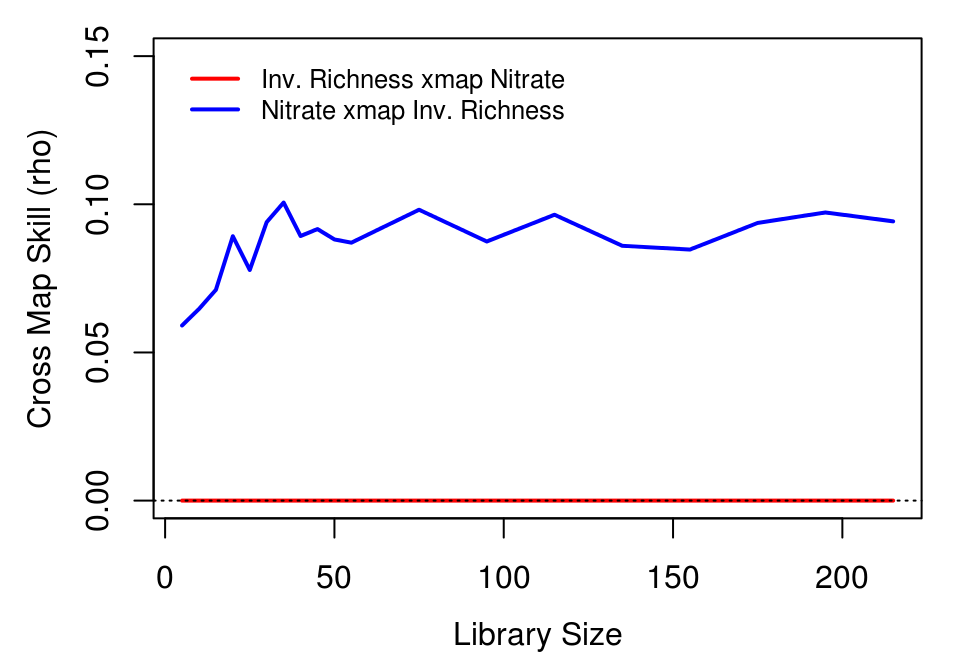 Inv. Richness xmap Nitrate
Nitrate xmap Inv. Richness
Cross Map Skill (rho)
0.15
0.10
0.05
0.00
0 50 100 150 200
Library Size